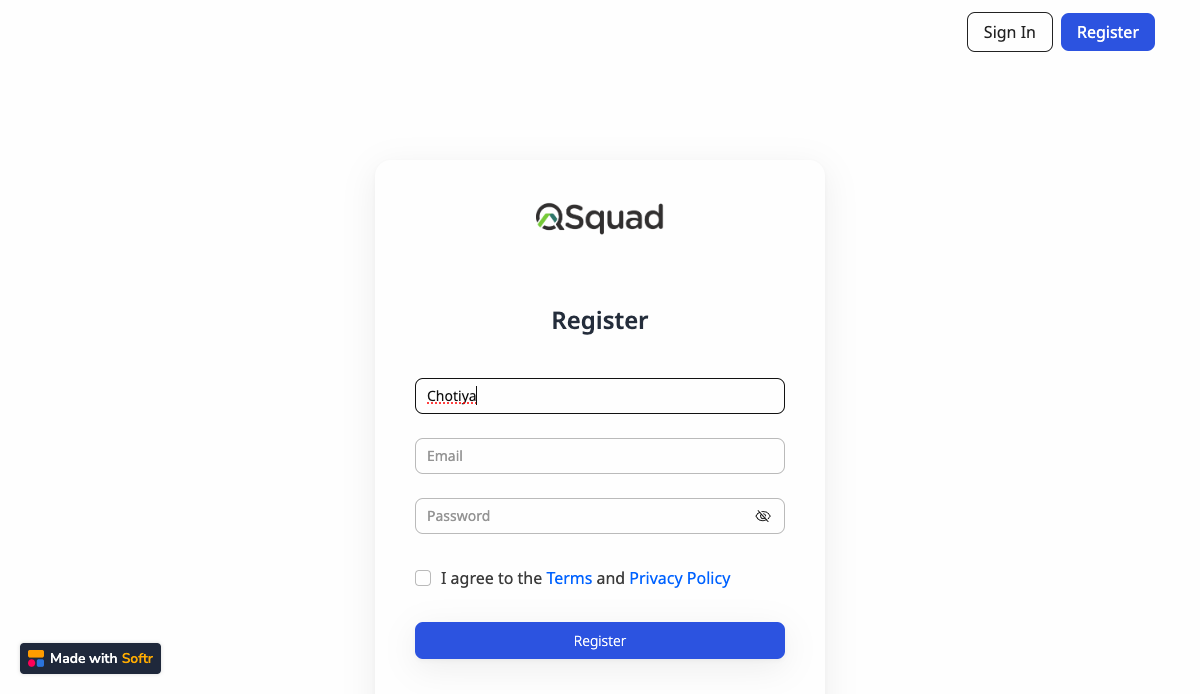 Sign In
Register
QSquad
Register
Chotiya
Email
Password
I agree to the Terms and Privacy Policy
Register
Made with Softr